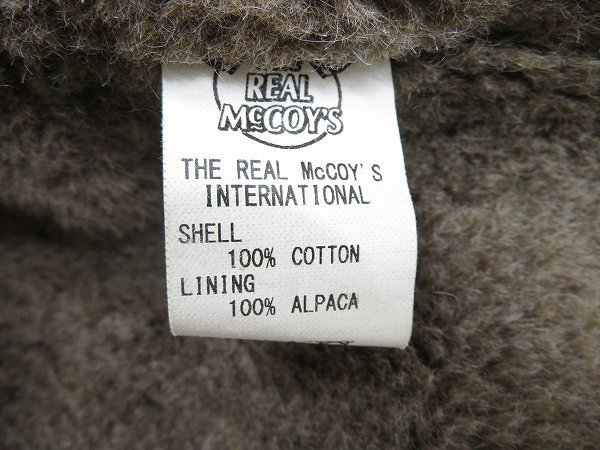 REAL
McCOY'S
THE REAL McCOY'S
INTERNATIONAL
SHELL
100% COTTON
LINING
100% ALPACA